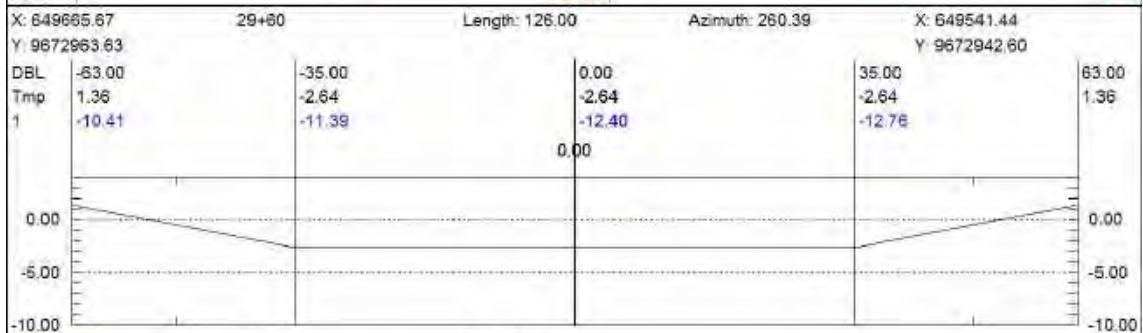 X: 649665.67 29+60 Length: 126.00 Azimuth: 260.39 X: 649541.44
Y: 9672963.63 Y: 9672942.60
DBL -63.00 -35.00 0.00 35.00 63.00
Tmp 1.36 -2.64 -2.64 -2.64 1.36
1 -10.41 -11.39 -12.40 -12.76
0.00
0.00 0.00
-5.00 -5.00
-10.00 -10.00